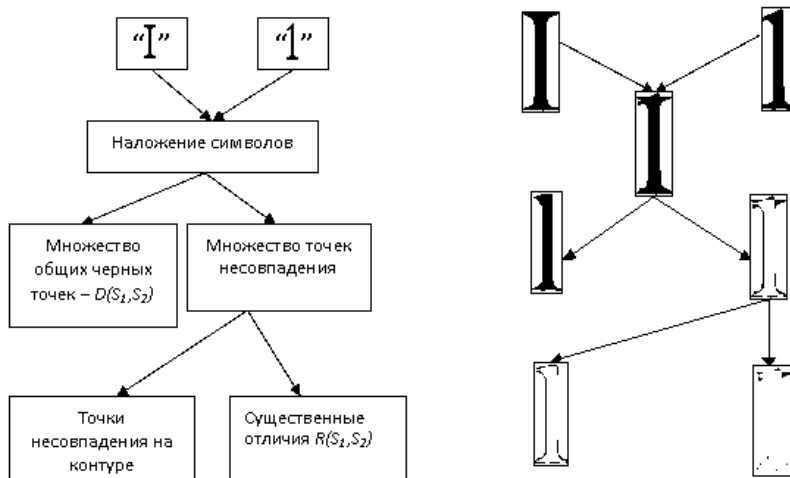 “I”
“1”
Наложение символов
Множество
общих черных
точек – D(S₁,S₂)
Множество точек
несовпадения
Точки
несовпадения на
контуре
Существенные
отличия R(S₁,S₂)